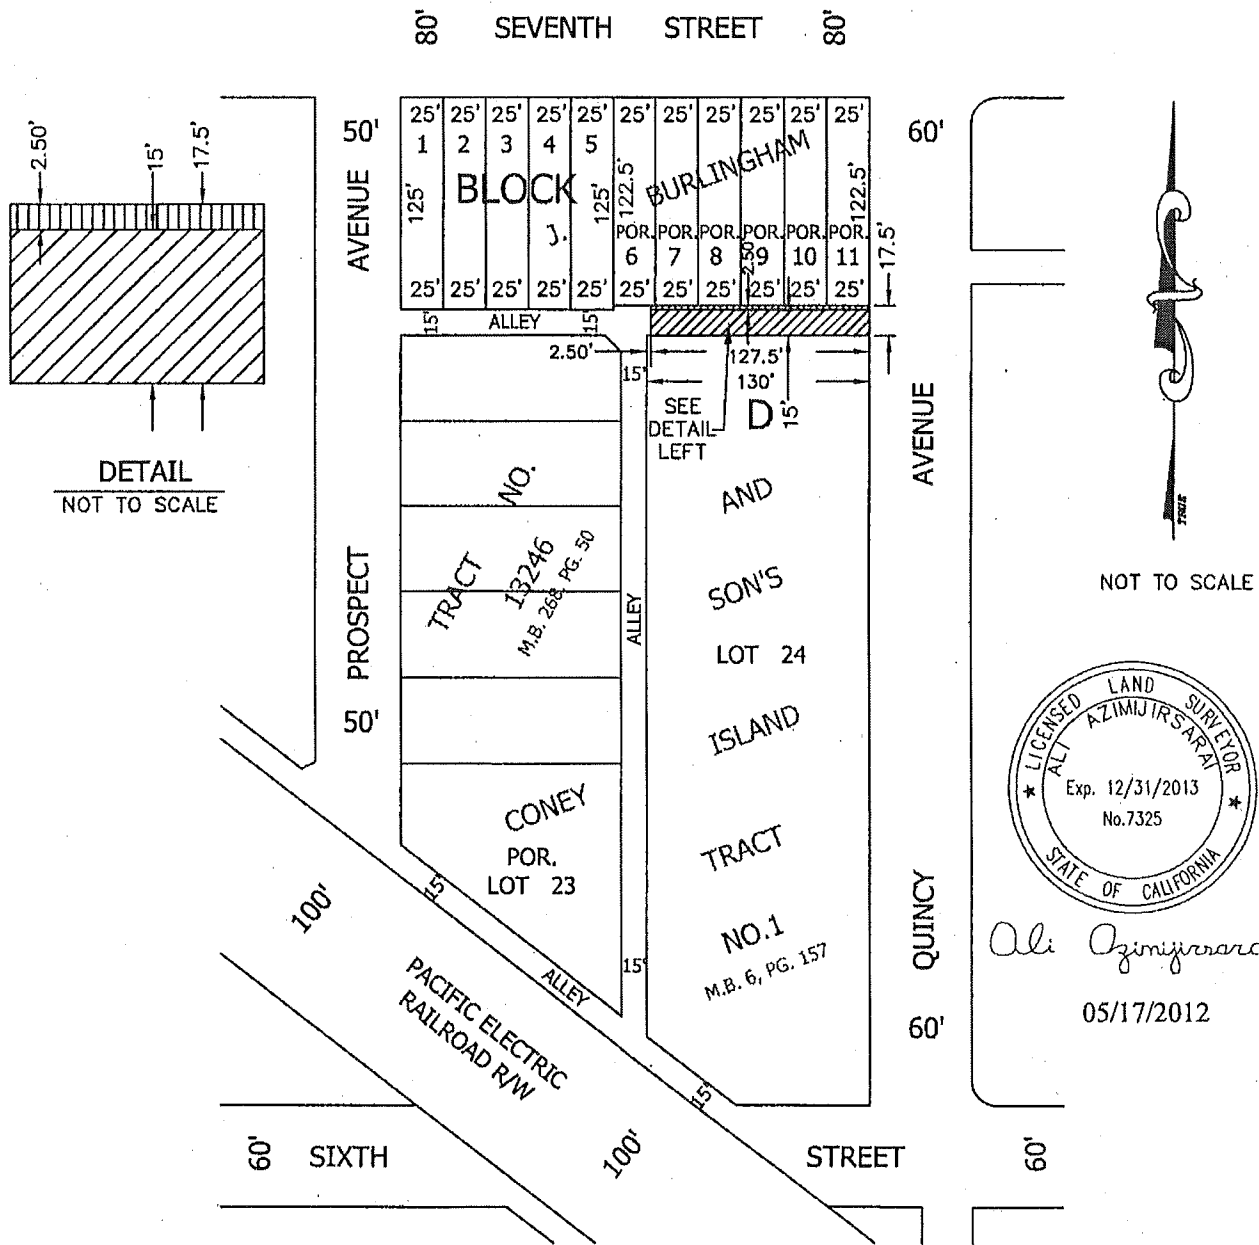 80' SEVENTH STREET 80'
2.50'
15'
17.5'
50'
AVENUE
25' 25' 25' 25' 25' 25' 25' 25' 25' 25' 25'
1 2 3 4 5
BURLINGHAM
BLOCK
J.
125' 125' 122.5' 122.5'
POR. POR. POR. POR. POR. POR.
6 7 8 9 10 11
2.50'
25' 25' 25' 25' 25' 25' 25' 25' 25' 25' 25'
17.5'
60'
15' ALLEY 15'
2.50'
127.5'
15'
130'
SEE
DETAIL
LEFT
D
15'
AVENUE
DETAIL
NOT TO SCALE
TRUE
NOT TO SCALE
NO.
TRACT
13246
M.B. 268, PG. 50
ALLEY
AND
SON'S
LOT 24
ISLAND
TRACT
NO.1
M.B. 6, PG. 157
PROSPECT
50'
CONEY
POR.
LOT 23
15'
15'
ALLEY
15'
100'
PACIFIC ELECTRIC
RAILROAD R/W
100'
QUINCY
60'
LICENSED LAND SURVEYOR
ALI AZIMIJIRSARAI
Exp. 12/31/2013
No.7325
STATE OF CALIFORNIA
05/17/2012
60' SIXTH STREET 60'